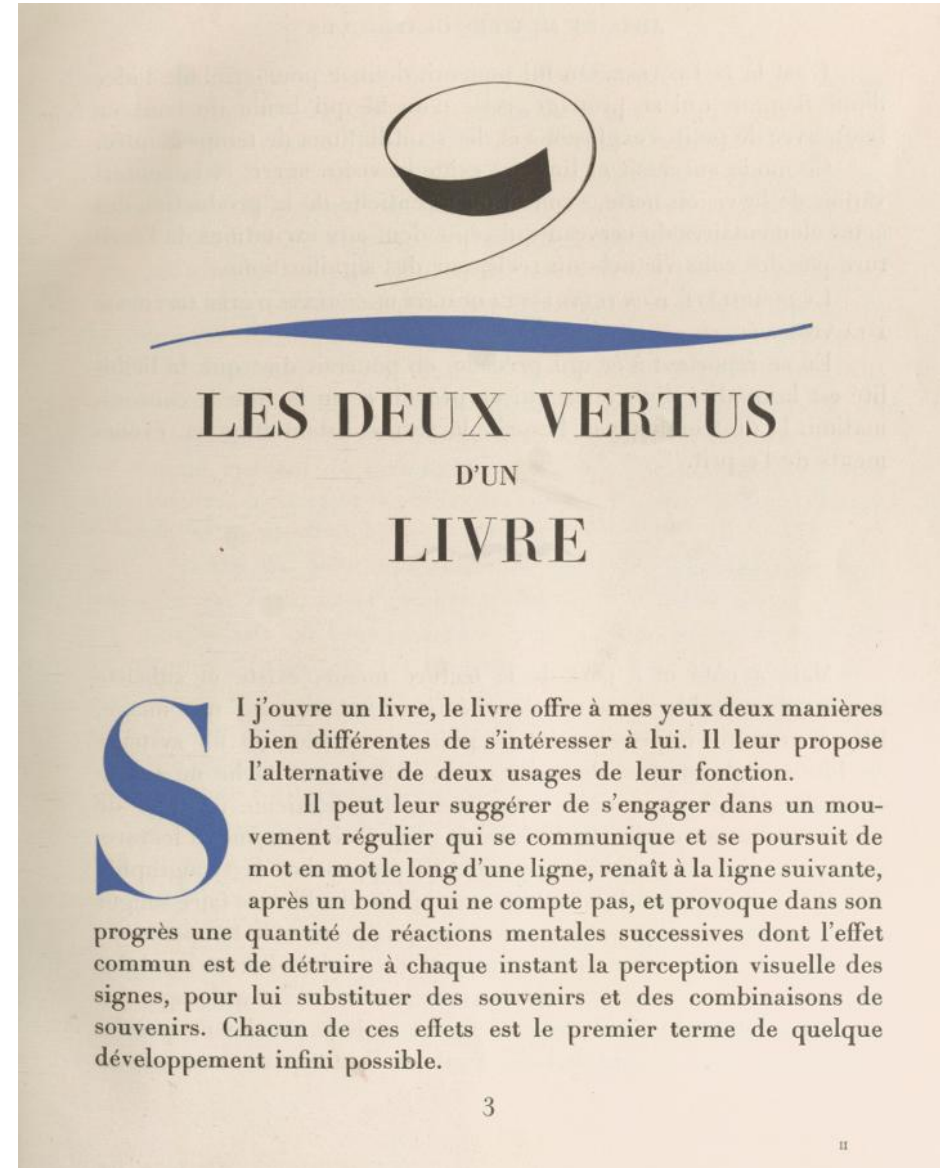 LES DEUX VERTUS
D'UN
LIVRE
SI j'ouvre un livre, le livre offre à mes yeux deux manières
bien différentes de s'intéresser à lui. Il leur propose
l'alternative de deux usages de leur fonction.
Il peut leur suggérer de s'engager dans un mou-
vement régulier qui se communique et se poursuit de
mot en mot le long d'une ligne, renaît à la ligne suivante,
après un bond qui ne compte pas, et provoque dans son
progrès une quantité de réactions mentales successives dont l'effet
commun est de détruire à chaque instant la perception visuelle des
signes, pour lui substituer des souvenirs et des combinaisons de
souvenirs. Chacun de ces effets est le premier terme de quelque
développement infini possible.
3
II